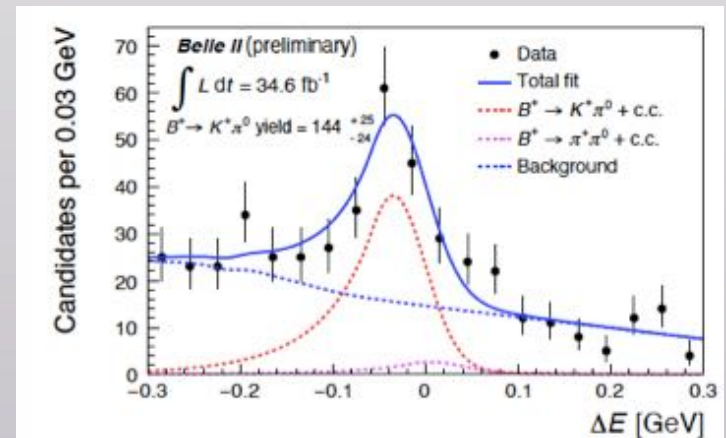 Belle II (preliminary)
∫ L dt = 34.6 fb⁻¹
B⁺ → K⁺π⁰ yield = 144 +25 -24
Data
Total fit
B⁺ → K⁺π⁰ + c.c.
B⁺ → π⁺π⁰ + c.c.
Background
Candidates per 0.03 GeV
70
60
50
40
30
20
10
0
−0.3 −0.2 −0.1 0 0.1 0.2 0.3
ΔE [GeV]